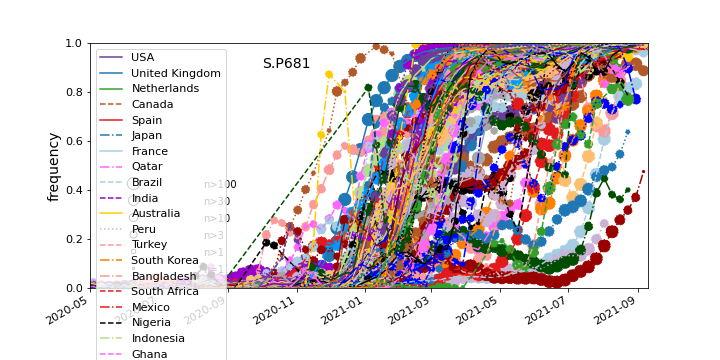 S.P681
frequency
1.0
0.8
0.6
0.4
0.2
0.0
2020-05
2020-07
2020-09
2020-11
2021-01
2021-03
2021-05
2021-07
2021-09
USA
United Kingdom
Netherlands
Canada
Spain
Japan
France
Qatar
Brazil
India
Australia
Peru
Turkey
South Korea
Bangladesh
South Africa
Mexico
Nigeria
Indonesia
Ghana
n>100
n>30
n>10
n>3
n>1